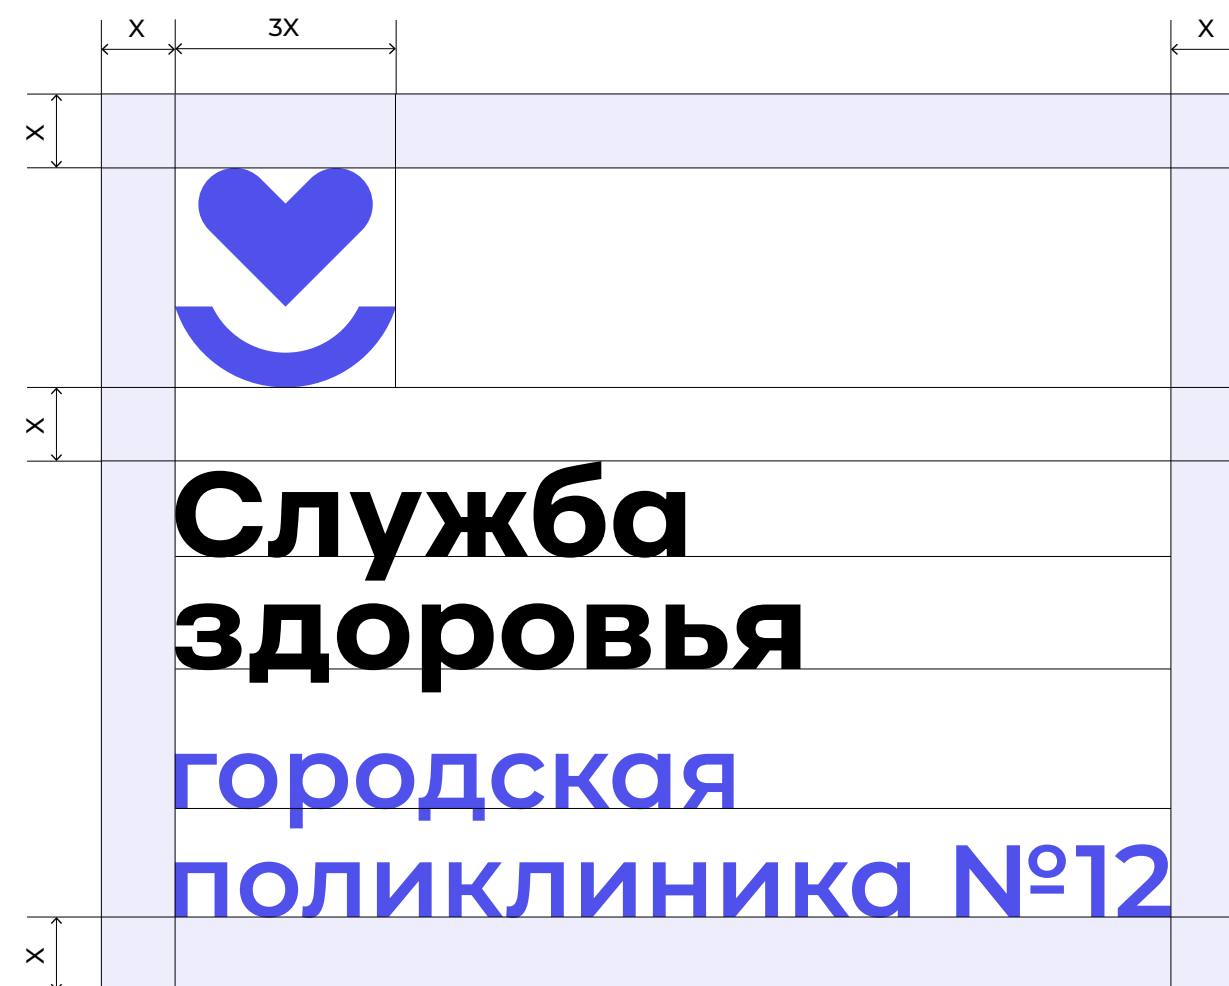 X 3X X
X
X
Служба
здоровья
городская
поликлиника №12
X